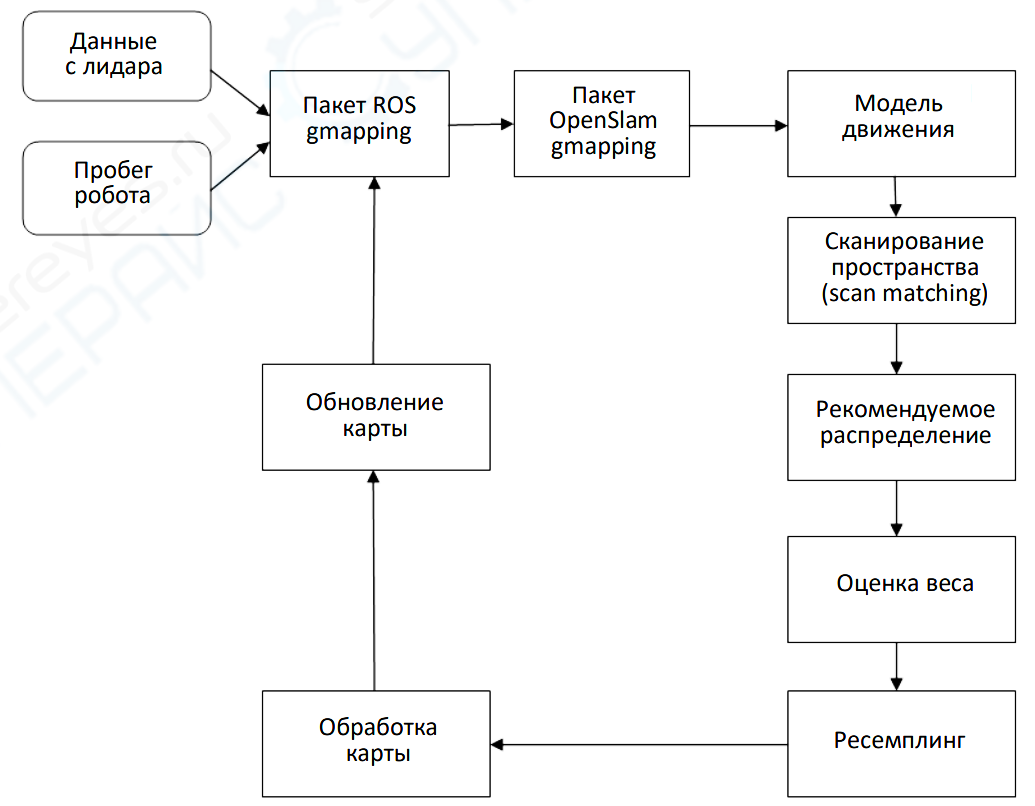 Данные
с лидара
Пробег
робота
Пакет ROS
gmapping
Пакет
OpenSlam
gmapping
Модель
движения
Сканирование
пространства
(scan matching)
Рекомендуемое
распределение
Оценка веса
Ресемплинг
Обработка
карты
Обновление
карты